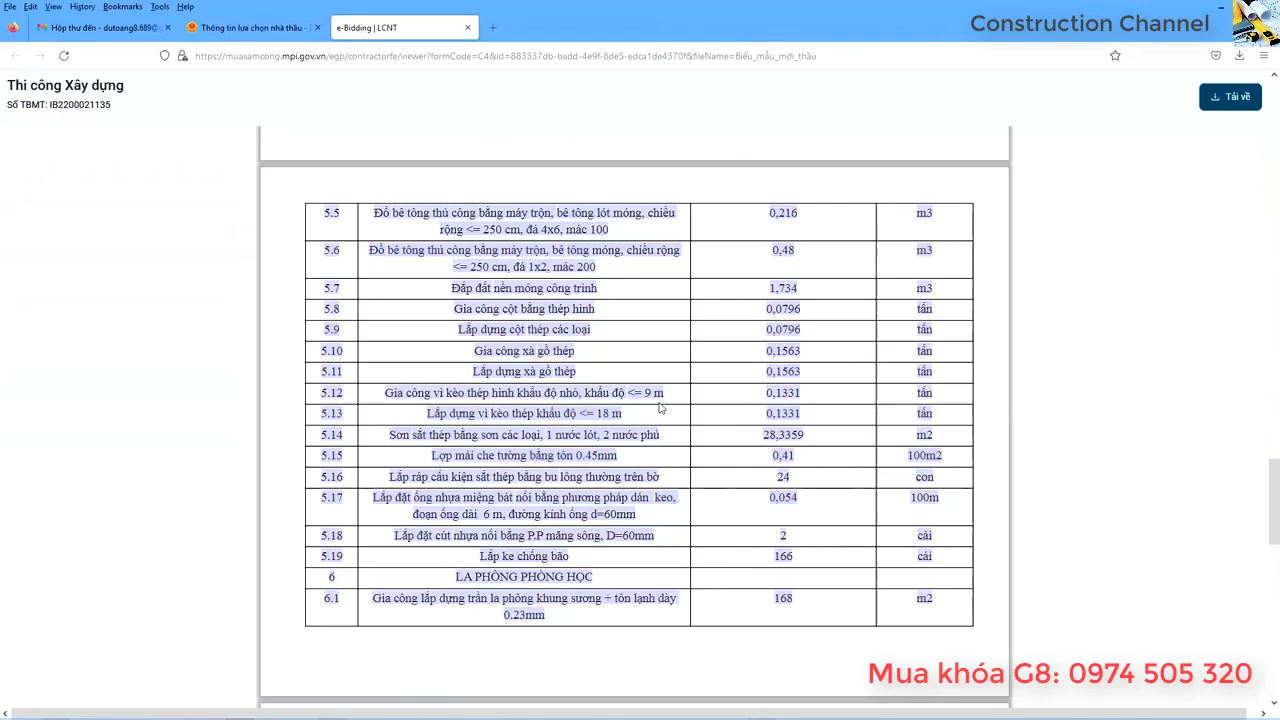 File Edit View History Bookmarks Tools Help
Hộp thư đến - dutoang8.689@g
Thông tin lựa chọn nhà thầu -
e-Bidding | LCNT
Construction Channel
https://muasamcong.mpi.gov.vn/egp/contractorfe/viewer?formCode=C4&id=883337db-badd-4e9f-8de5-edca1de4370f&fileName=Biểu_mẫu_mời_thầu
Thi công Xây dựng
Số TBMT: IB2200021135
Tải về
5.5 Đổ bê tông thủ công bằng máy trộn, bê tông lót móng, chiều 0,216 m3
rộng <= 250 cm, đá 4x6, mác 100
5.6 Đổ bê tông thủ công bằng máy trộn, bê tông móng, chiều rộng 0,48 m3
<= 250 cm, đá 1x2, mác 200
5.7 Đắp đất nền móng công trình 1,734 m3
5.8 Gia công cột bằng thép hình 0,0796 tấn
5.9 Lắp dựng cột thép các loại 0,0796 tấn
5.10 Gia công xà gồ thép 0,1563 tấn
5.11 Lắp dựng xà gồ thép 0,1563 tấn
5.12 Gia công vì kèo thép hình khẩu độ nhỏ, khẩu độ <= 9 m 0,1331 tấn
5.13 Lắp dựng vì kèo thép khẩu độ <= 18 m 0,1331 tấn
5.14 Sơn sắt thép bằng sơn các loại, 1 nước lót, 2 nước phủ 28,3359 m2
5.15 Lợp mái che tường bằng tôn 0.45mm 0,41 100m2
5.16 Lắp ráp cấu kiện sắt thép bằng bu lông thường trên bờ 24 con
5.17 Lắp đặt ống nhựa miệng bát nối bằng phương pháp dán keo, 0,054 100m
đoạn ống dài 6 m, đường kính ống d=60mm
5.18 Lắp đặt cút nhựa nối bằng P.P măng sông, D=60mm 2 cái
5.19 Lắp ke chống bão 166 cái
6 LA PHÔNG PHÒNG HỌC
6.1 Gia công lắp dựng trần la phông khung sương + tôn lạnh dày 168 m2
0.23mm
Mua khóa G8: 0974 505 320